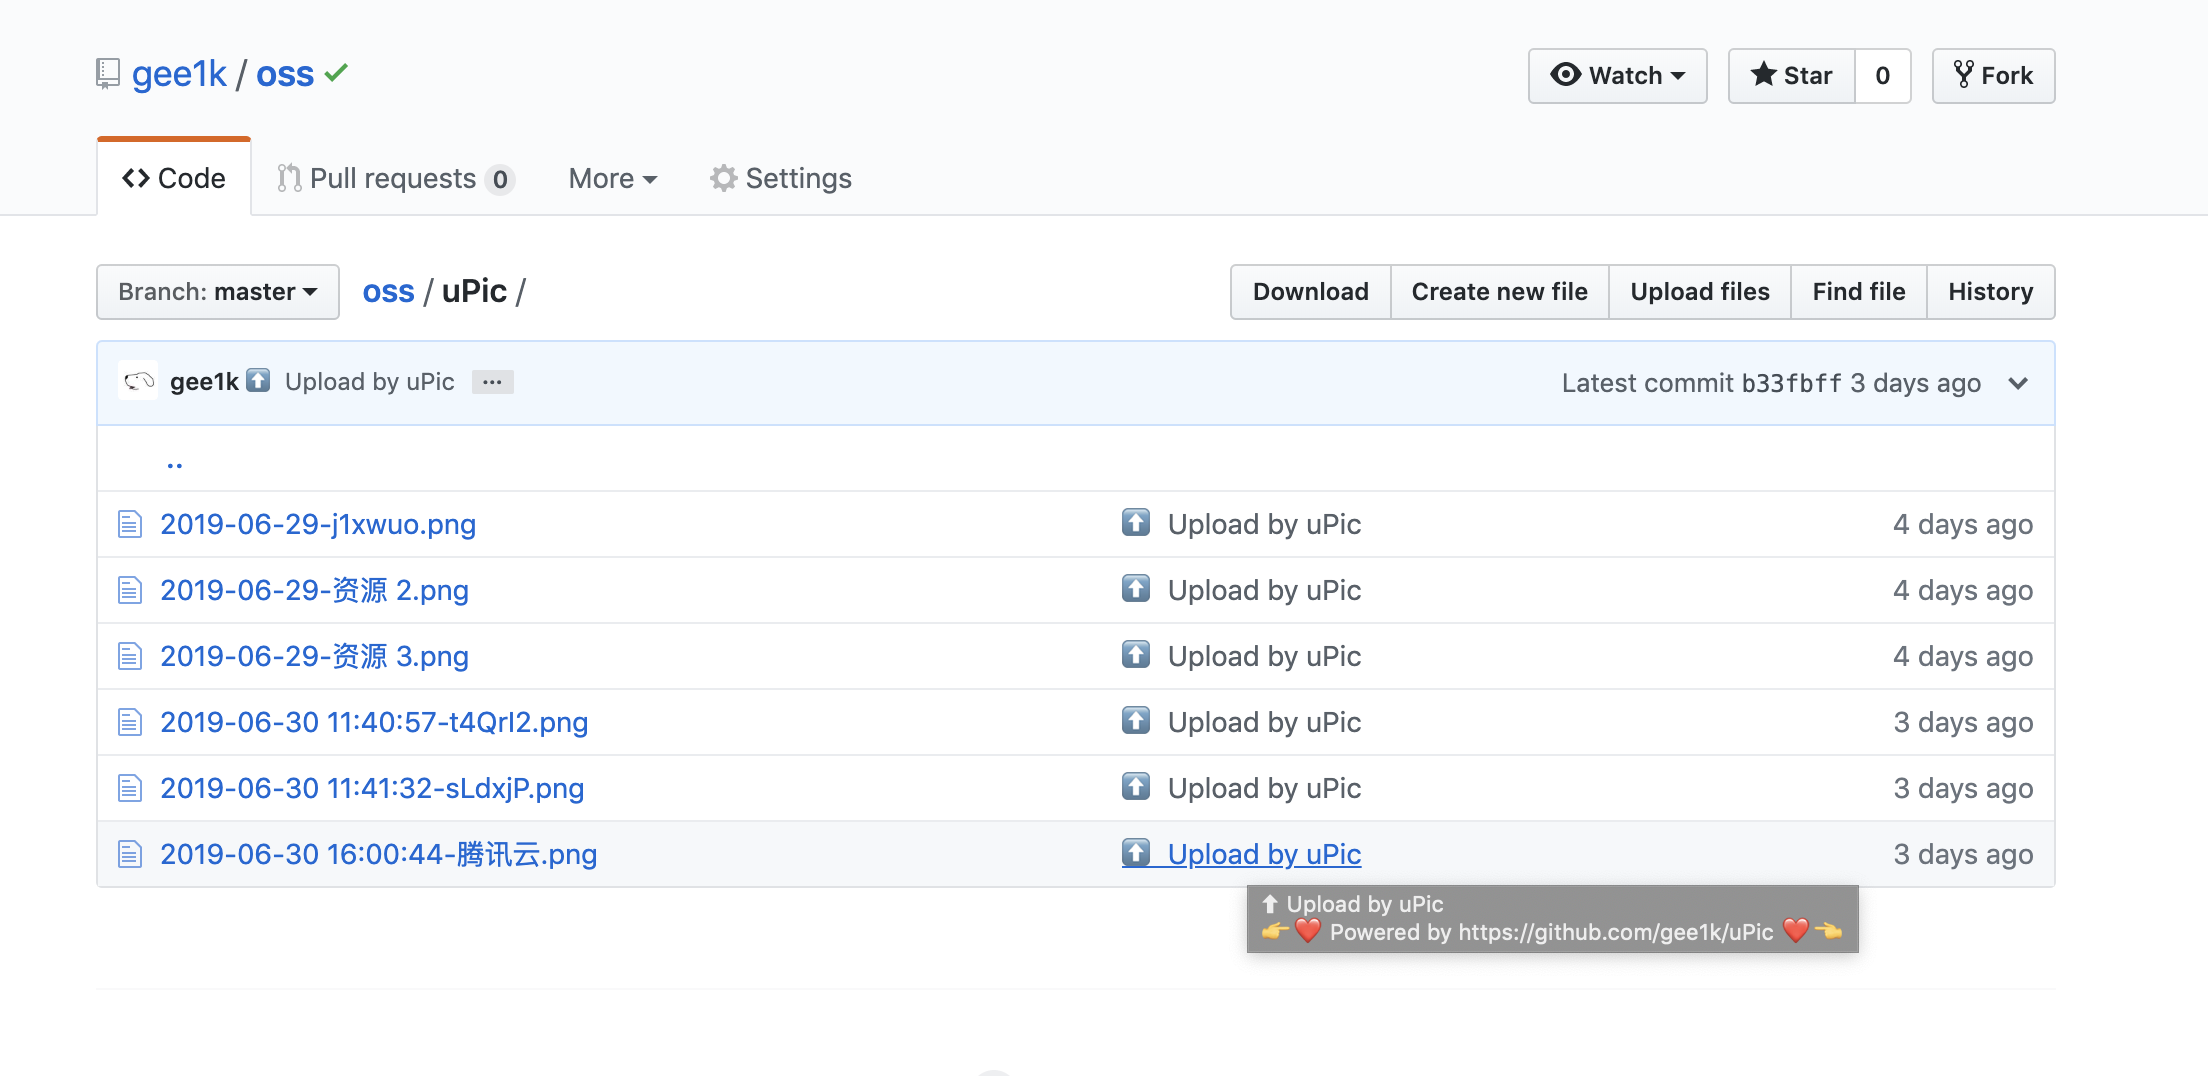 gee1k / oss
Watch
Star 0
Fork
Code
Pull requests 0
More
Settings
Branch: master
oss / uPic /
Download
Create new file
Upload files
Find file
History
gee1k ⬆️ Upload by uPic …
Latest commit b33fbff 3 days ago
..
2019-06-29-j1xwuo.png ⬆️ Upload by uPic 4 days ago
2019-06-29-资源 2.png ⬆️ Upload by uPic 4 days ago
2019-06-29-资源 3.png ⬆️ Upload by uPic 4 days ago
2019-06-30 11:40:57-t4QrI2.png ⬆️ Upload by uPic 3 days ago
2019-06-30 11:41:32-sLdxjP.png ⬆️ Upload by uPic 3 days ago
2019-06-30 16:00:44-腾讯云.png ⬆️ Upload by uPic 3 days ago
⬆ Upload by uPic
👉❤️ Powered by https://github.com/gee1k/uPic ❤️👈